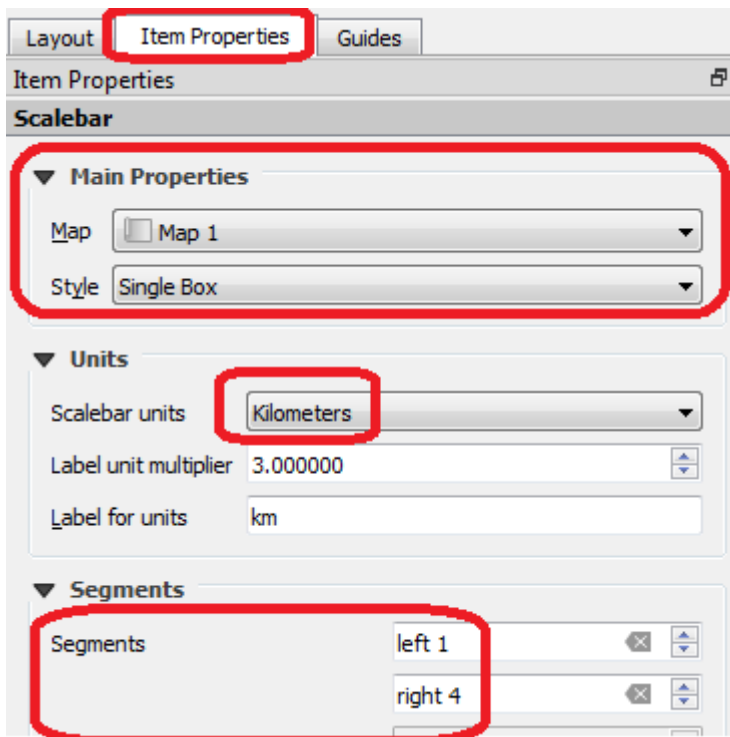 Layout Item Properties Guides
Item Properties
Scalebar
Main Properties
Map Map 1
Style Single Box
Units
Scalebar units Kilometers
Label unit multiplier 3.000000
Label for units km
Segments
Segments left 1
right 4